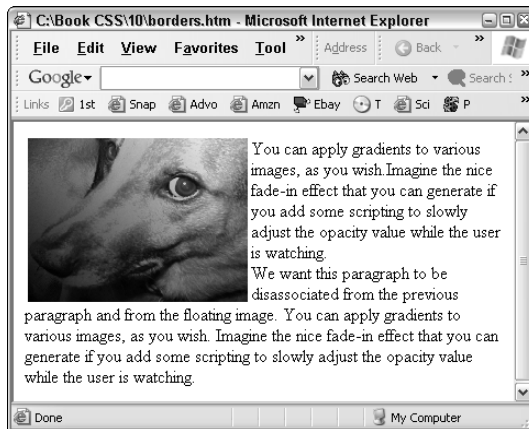 C:\Book CSS\10\borders.htm - Microsoft Internet Explorer
File Edit View Favorites Tool » Address Back »
Google Search Web Search S »
Links 1st Snap Advo Amzn Ebay T Sci P »
You can apply gradients to various
images, as you wish.Imagine the nice
fade-in effect that you can generate if
you add some scripting to slowly
adjust the opacity value while the user
is watching.
We want this paragraph to be
disassociated from the previous
paragraph and from the floating image. You can apply gradients to
various images, as you wish. Imagine the nice fade-in effect that you can
generate if you add some scripting to slowly adjust the opacity value
while the user is watching.
Done My Computer